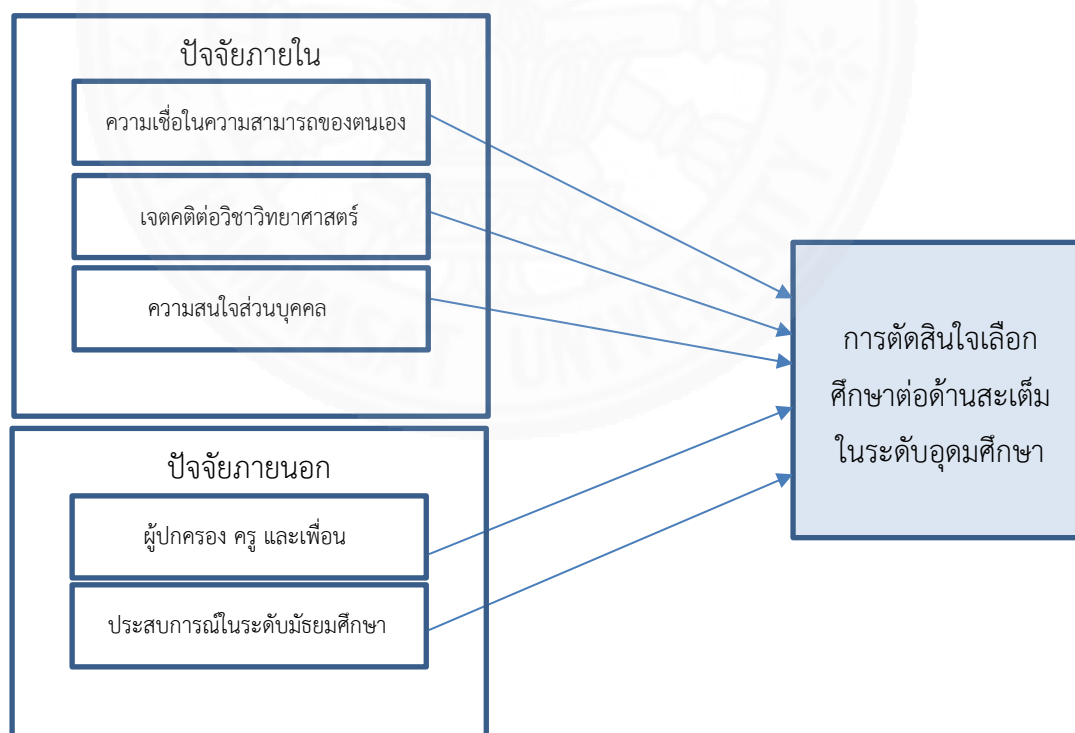 ปัจจัยภายใน
ความเชื่อในความสามารถของตนเอง
เจตคติต่อวิชาวิทยาศาสตร์
ความสนใจส่วนบุคคล
ปัจจัยภายนอก
ผู้ปกครอง ครู และเพื่อน
ประสบการณ์ในระดับมัธยมศึกษา
การตัดสินใจเลือก
ศึกษาต่อด้านสะเต็ม
ในระดับอุดมศึกษา